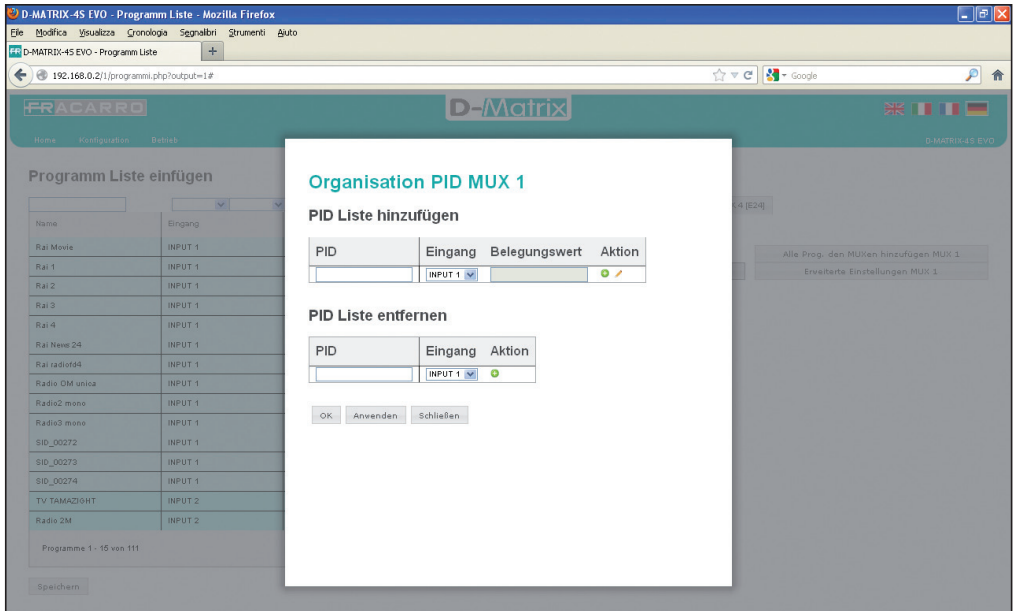 D-MATRIX-4S EVO - Programm Liste - Mozilla Firefox
File Modifica Visualizza Cronologia Segnalibri Strumenti Aiuto
FR D-MATRIX-4S EVO - Programm Liste +
192.168.0.2/1/programmi.php?output=1# Google
FRACARRO D-Matrix
Home Konfiguration Betrieb D-MATRIX-4S EVO
Programm Liste einfügen
4 [E24]
Name Eingang
Rai Movie INPUT 1
Rai 1 INPUT 1
Rai 2 INPUT 1
Rai 3 INPUT 1
Rai 4 INPUT 1
Rai News 24 INPUT 1
Rai radiofd4 INPUT 1
Radio OM unica INPUT 1
Radio2 mono INPUT 1
Radio3 mono INPUT 1
SID_00272 INPUT 1
SID_00273 INPUT 1
SID_00274 INPUT 1
TV TAMAZIGHT INPUT 2
Radio 2M INPUT 2
Programme 1 - 15 von 111
Speichern
Organisation PID MUX 1
PID Liste hinzufügen
PID Eingang Belegungswert Aktion
INPUT 1
PID Liste entfernen
PID Eingang Aktion
INPUT 1
OK Anwenden Schließen
Alle Prog. den MUXen hinzufügen MUX 1
Erweiterte Einstellungen MUX 1